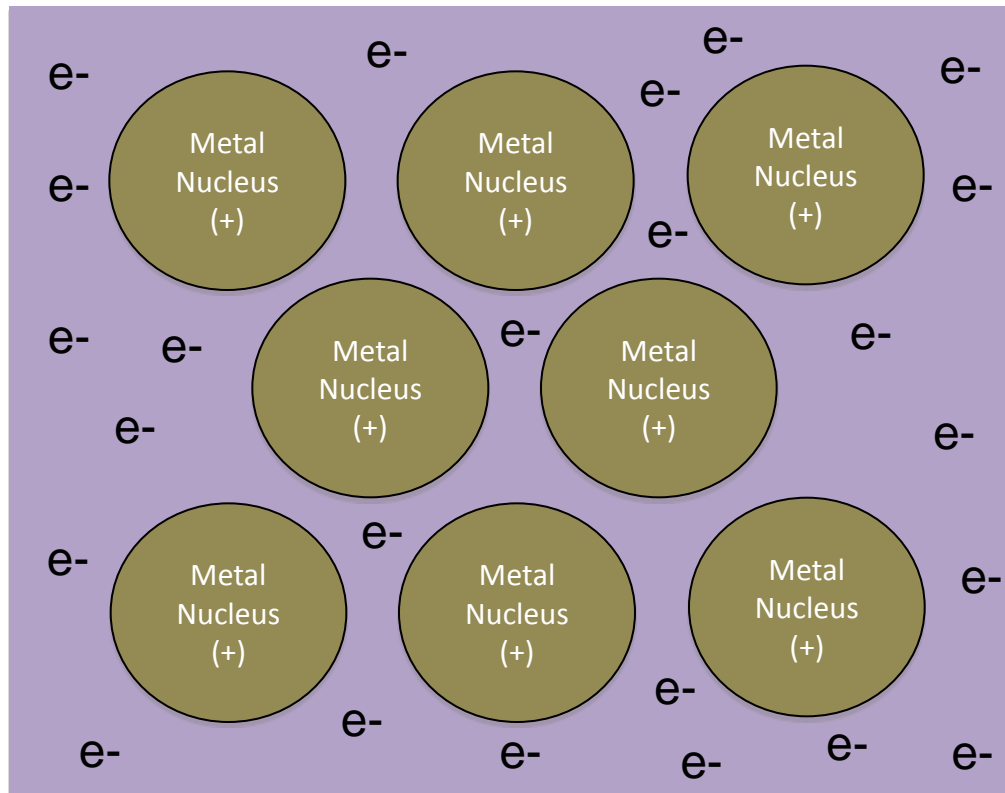 e-
e-
e-
e-
e-
Metal
Nucleus
(+)
Metal
Nucleus
(+)
Metal
Nucleus
(+)
e-
e-
e-
e-
e-
e-
e-
Metal
Nucleus
(+)
Metal
Nucleus
(+)
e-
e-
e-
e-
e-
Metal
Nucleus
(+)
Metal
Nucleus
(+)
Metal
Nucleus
(+)
e-
e-
e-
e-
e-
e-
e-
e-